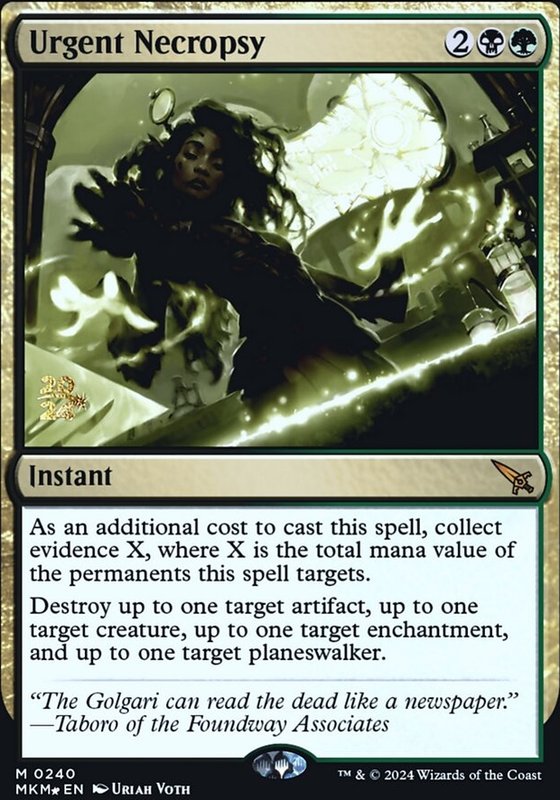 Urgent Necropsy
2
Instant
As an additional cost to cast this spell, collect
evidence X, where X is the total mana value of
the permanents this spell targets.
Destroy up to one target artifact, up to one
target creature, up to one target enchantment,
and up to one target planeswalker.
“The Golgari can read the dead like a newspaper.”
—Taboro of the Foundway Associates
M 0240
MKM★EN Uriah Voth
™ & © 2024 Wizards of the Coast